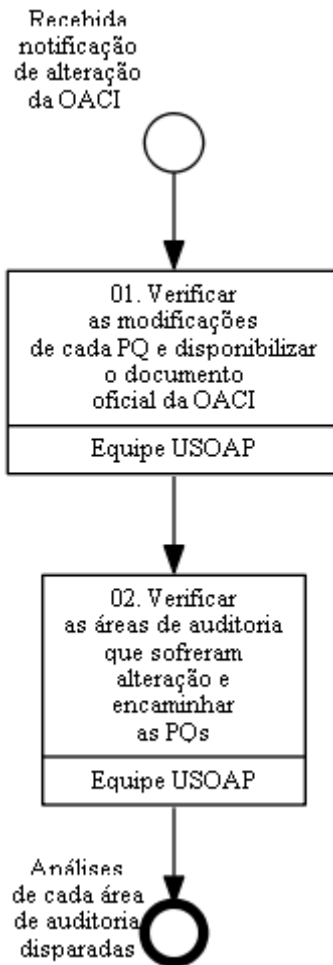 Recebida
notificação
de alteração
da OACI
01. Verificar
as modificações
de cada PQ e disponibilizar
o documento
oficial da OACI
Equipe USOAP
02. Verificar
as áreas de auditoria
que sofreram
alteração e
encaminhar
as PQs
Equipe USOAP
Análises
de cada área
de auditoria
disparadas